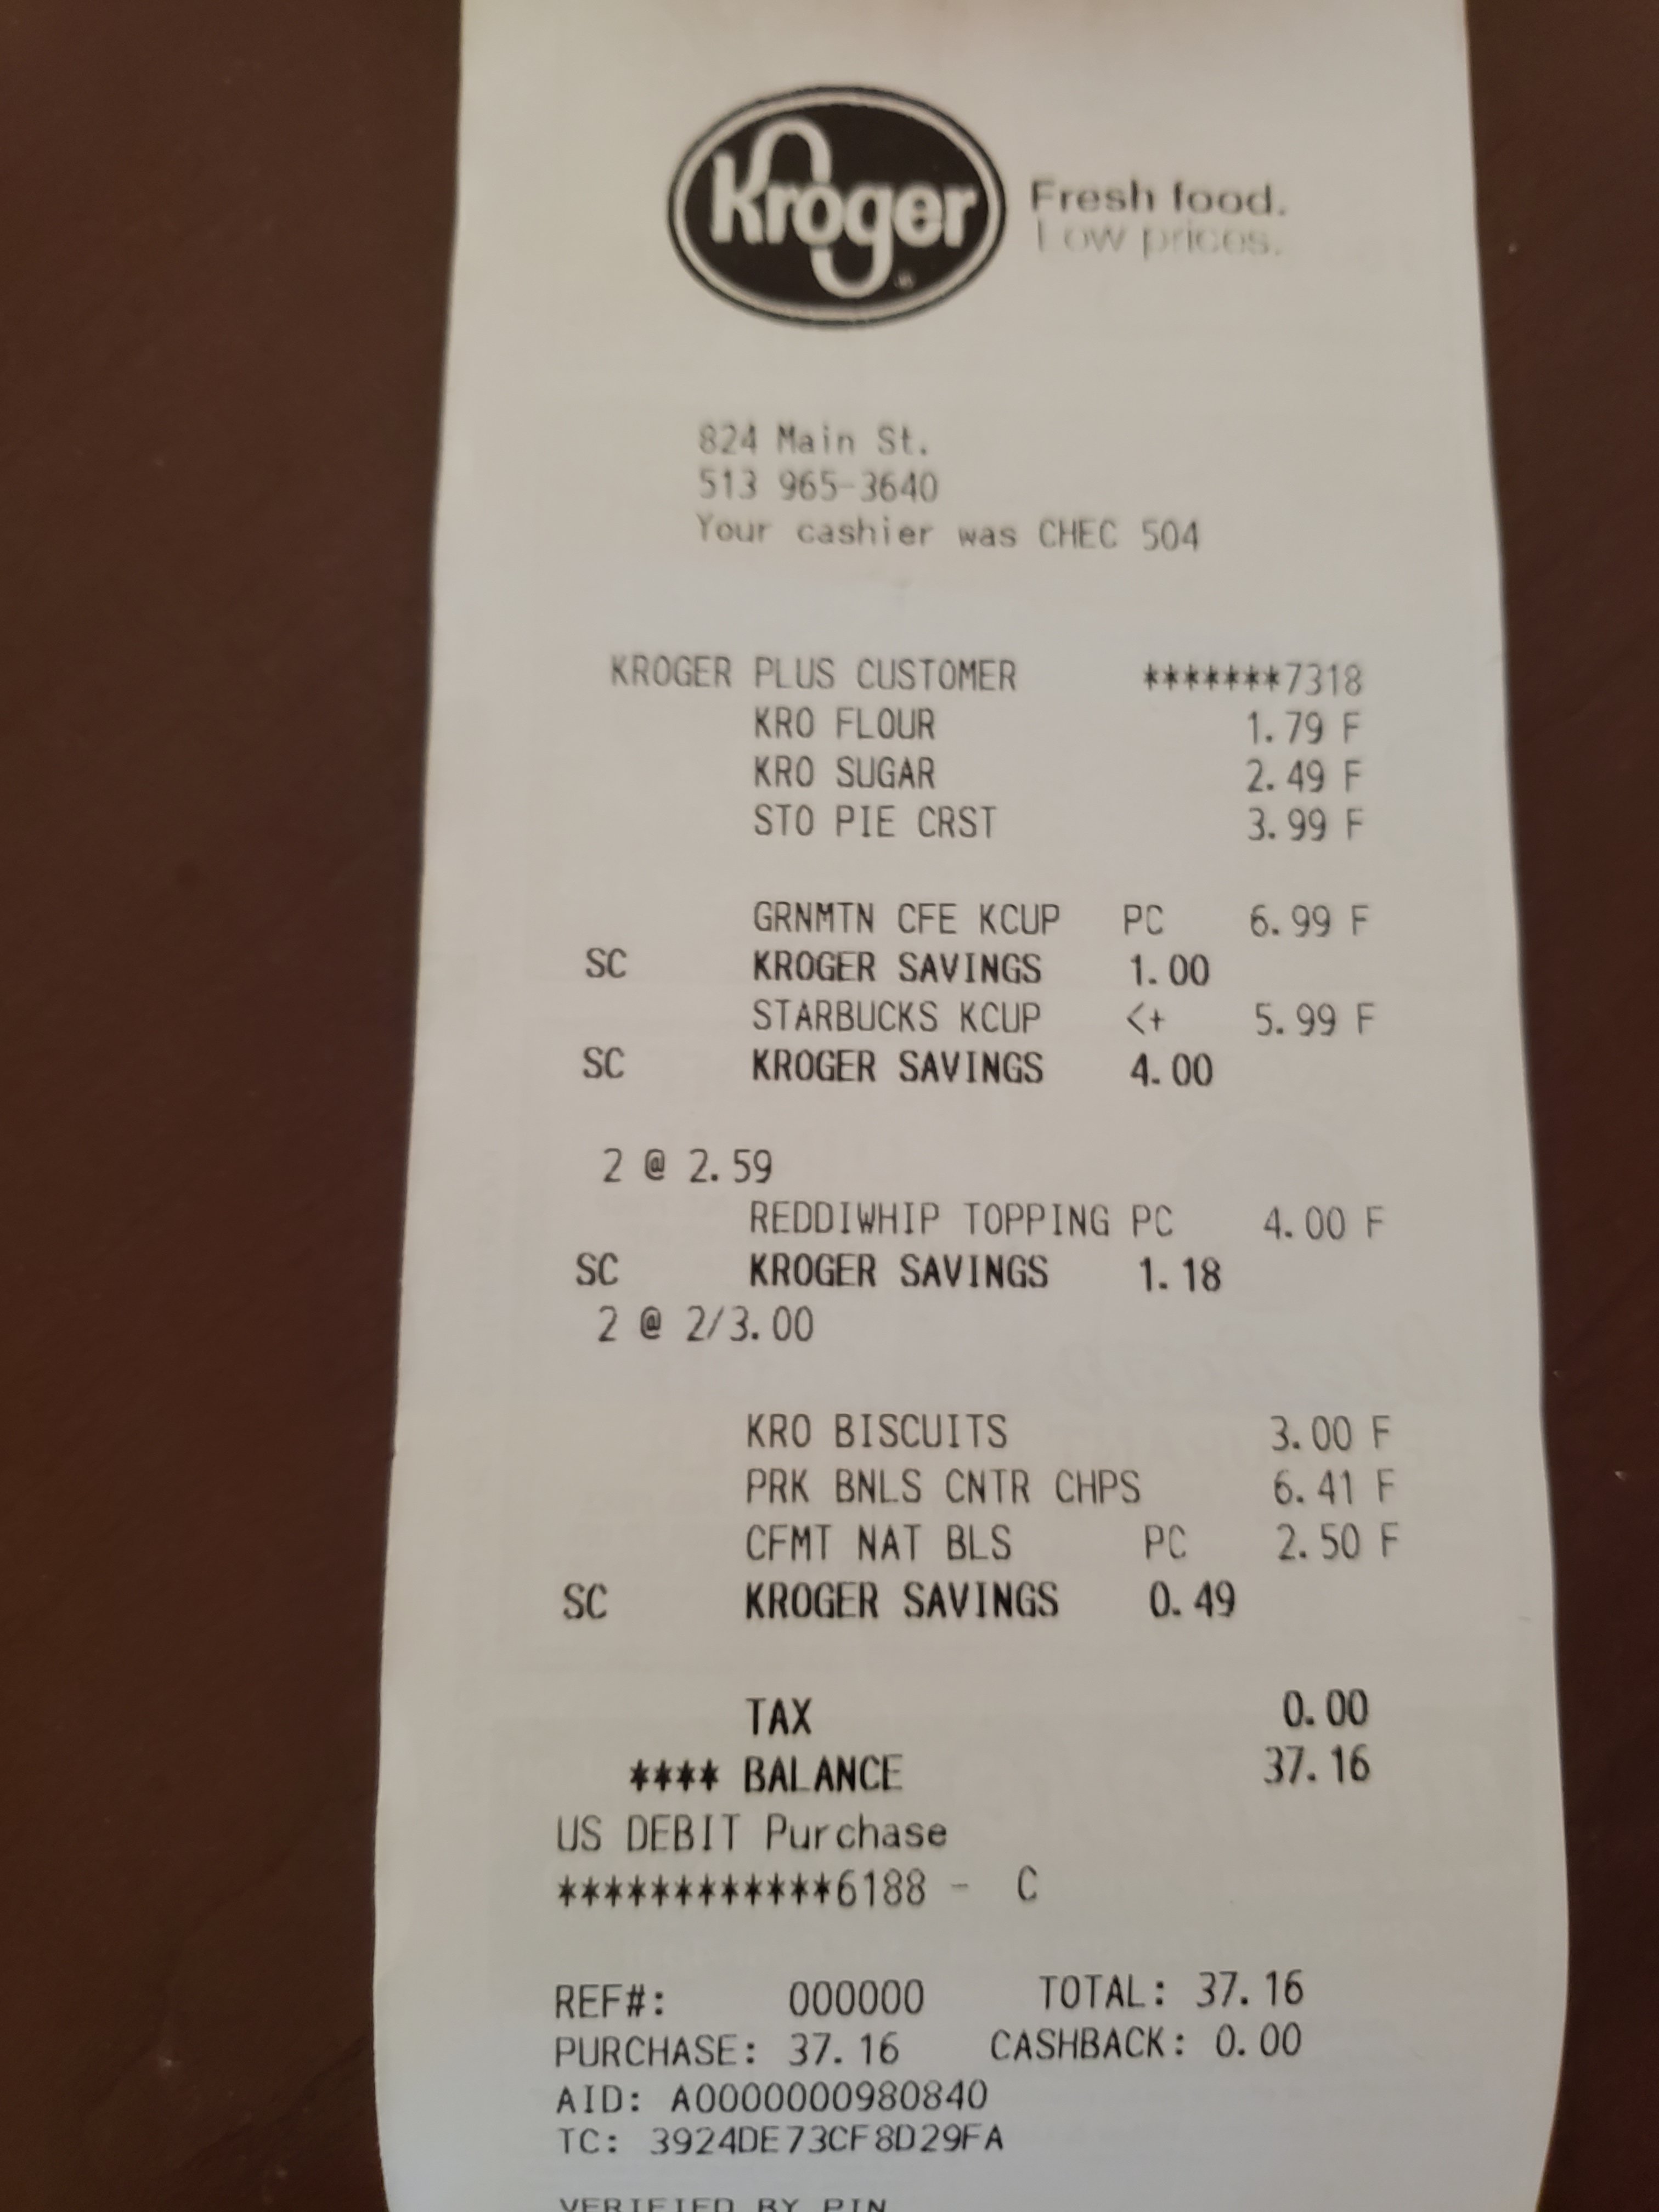 Kroger
Fresh food.
Low prices.
824 Main St.
513 965-3640
Your cashier was CHEC 504
KROGER PLUS CUSTOMER *******7318
KRO FLOUR 1.79 F
KRO SUGAR 2.49 F
STO PIE CRST 3.99 F
GRNMTN CFE KCUP PC 6.99 F
SC KROGER SAVINGS 1.00
STARBUCKS KCUP <+ 5.99 F
SC KROGER SAVINGS 4.00
2 @ 2.59
REDDIWHIP TOPPING PC 4.00 F
SC KROGER SAVINGS 1.18
2 @ 2/3.00
KRO BISCUITS 3.00 F
PRK BNLS CNTR CHPS 6.41 F
CFMT NAT BLS PC 2.50 F
SC KROGER SAVINGS 0.49
TAX 0.00
**** BALANCE 37.16
US DEBIT Purchase
************6188 - C
REF#: 000000 TOTAL: 37.16
PURCHASE: 37.16 CASHBACK: 0.00
AID: A0000000980840
TC: 3924DE73CF8D29FA
VERIFIED BY PIN